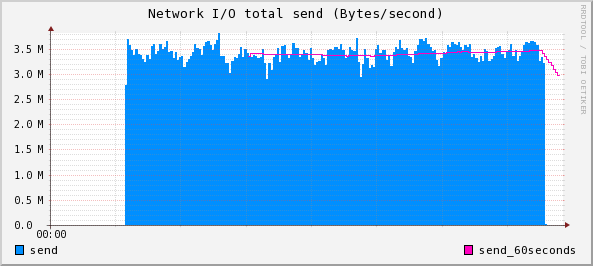 Network I/O total send (Bytes/second)
RRDTOOL / TOBI OETIKER
3.5 M
3.0 M
2.5 M
2.0 M
1.5 M
1.0 M
0.5 M
0.0
00:00
send
send_60seconds